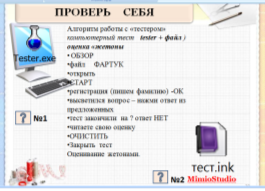 ПРОВЕРЬ СЕБЯ
Алгоритм работы с «тестером»
компьютерный тест tester + файл )
оценка «жетоны
• ОБЗОР
•файл ФАРТУК
•открыть
•СТАРТ
•регистрация (пишем фамилию) -ОК
•высветился вопрос – нажми ответ из
предложенных
•тест закончили на ? ответ НЕТ
•читаете свою оценку
•ОЧИСТИТЬ
•Закрыть тест
Оценивание жетонами.
Tester.exe
? №1
? №2
тест.ink
MimioStudio